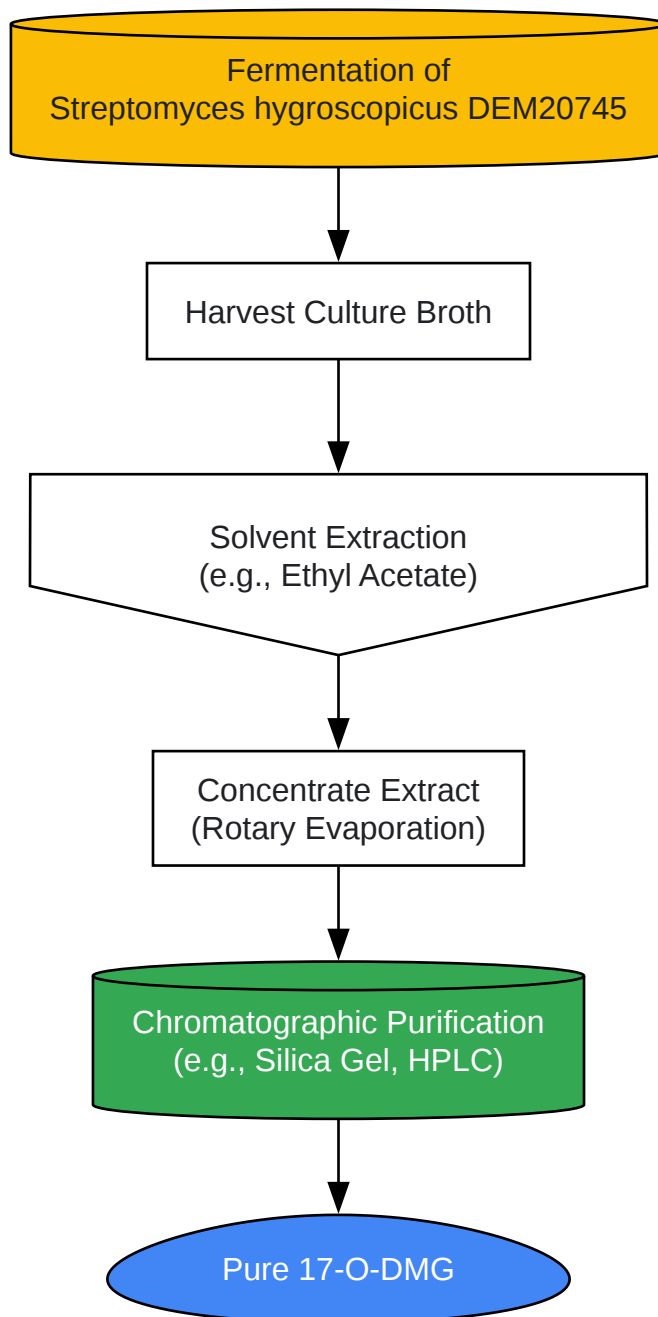 Fermentation of
Streptomyces hygroscopicus DEM20745
Harvest Culture Broth
Solvent Extraction
(e.g., Ethyl Acetate)
Concentrate Extract
(Rotary Evaporation)
Chromatographic Purification
(e.g., Silica Gel, HPLC)
Pure 17-O-DMG